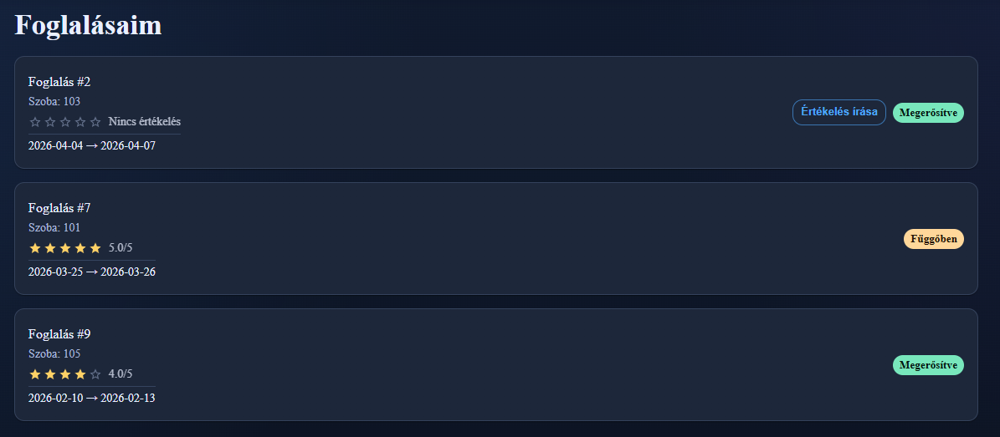 Foglalásaim
Foglalás #2
Szoba: 103
Nincs értékelés
2026-04-04 → 2026-04-07
Értékelés írása
Megerősítve
Foglalás #7
Szoba: 101
5.0/5
2026-03-25 → 2026-03-26
Függőben
Foglalás #9
Szoba: 105
4.0/5
2026-02-10 → 2026-02-13
Megerősítve